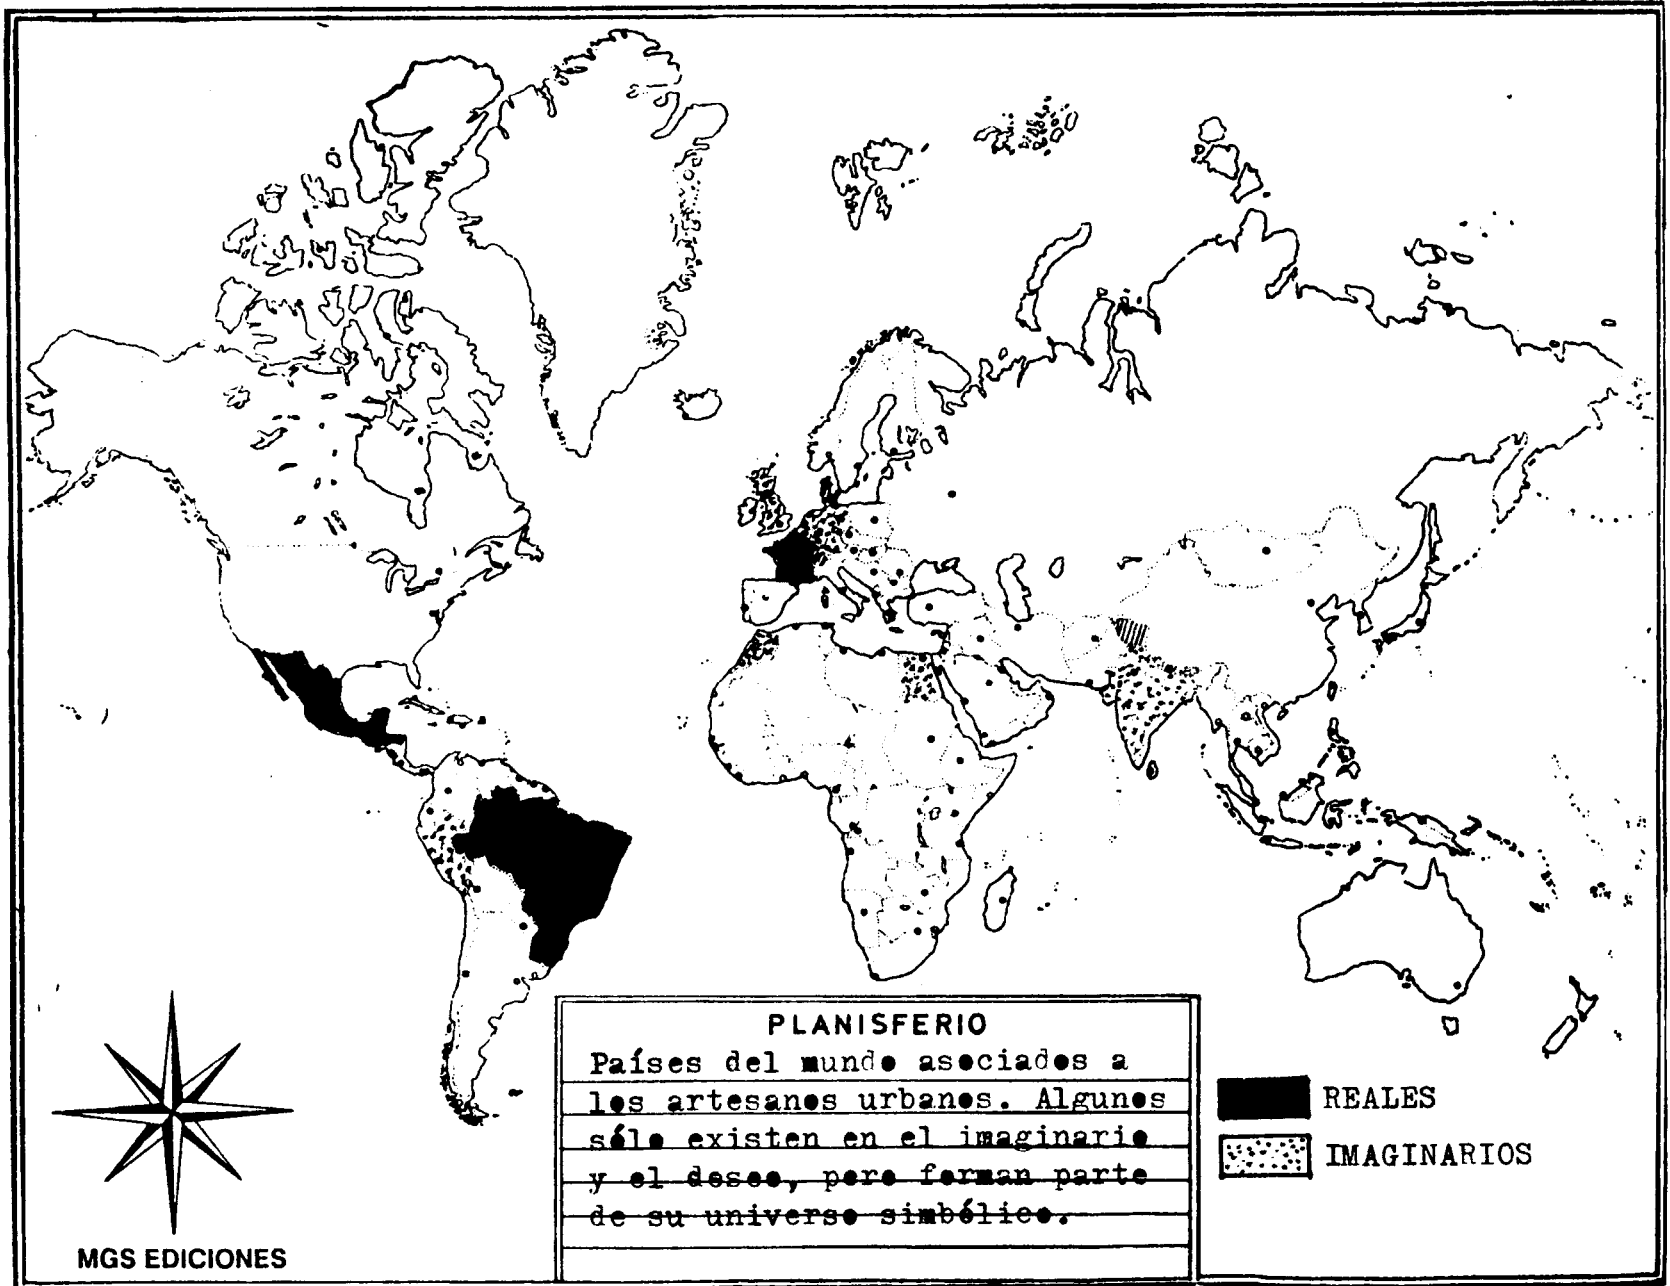 PLANISFERIO
Países del mundo asociados a
los artesanos urbanos. Algunos
sólo existen en el imaginario
y el deseo, pero forman parte
de su universo simbólico.
REALES
IMAGINARIOS
MGS EDICIONES